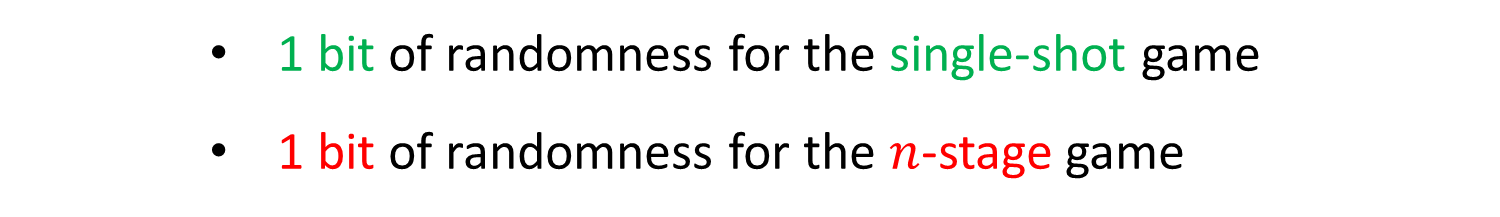 • 1 bit of randomness for the single-shot game
• 1 bit of randomness for the n-stage game